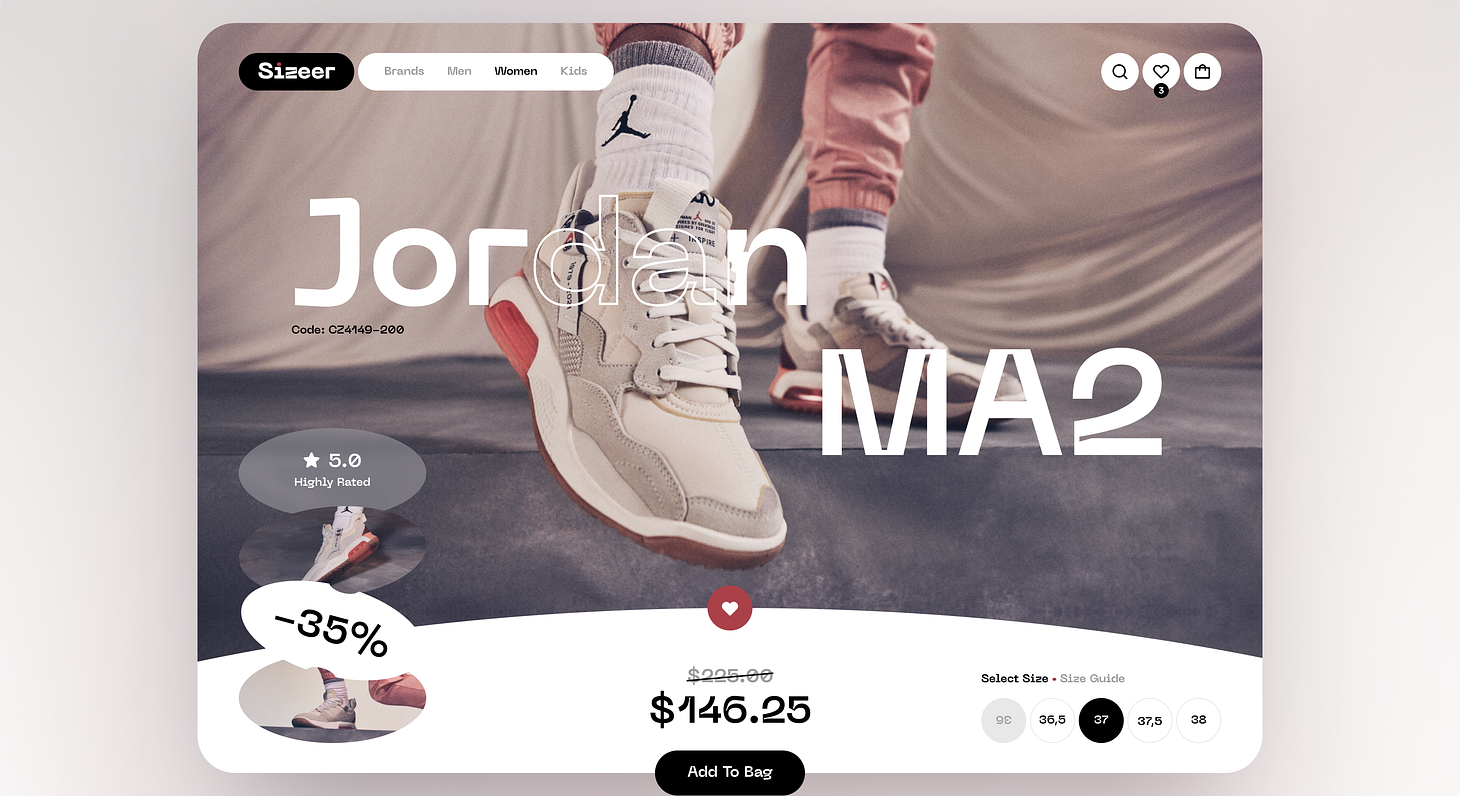 Sizeer
Brands Men Women Kids
3
INSPIRE
Jordan
Code: CZ4149-200
MA2
5.0
Highly Rated
-35%
$225.00
$146.25
Select Size • Size Guide
36 36,5 37 37,5 38
Add To Bag